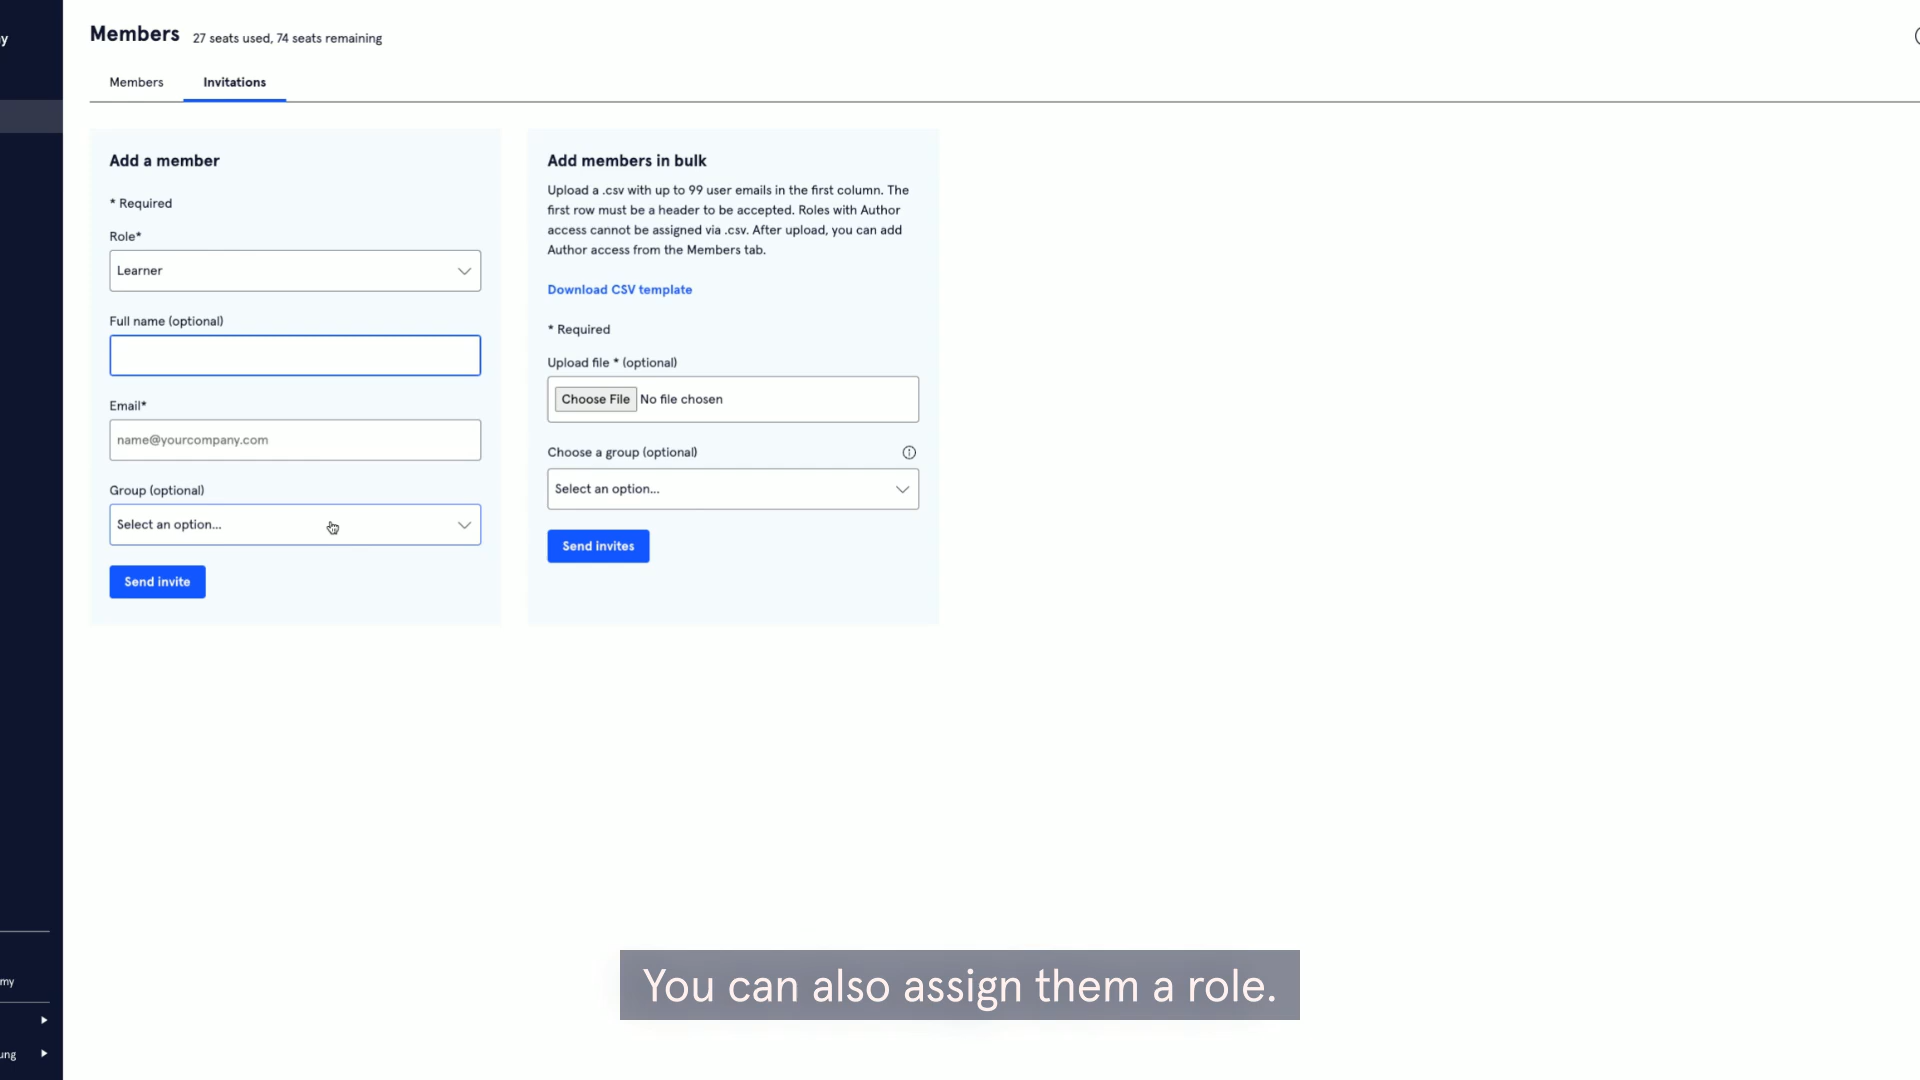 y
Members 27 seats used, 74 seats remaining
Members Invitations
Add a member
* Required
Role*
Learner
Full name (optional)
Email*
name@yourcompany.com
Group (optional)
Select an option...
Send invite
Add members in bulk
Upload a .csv with up to 99 user emails in the first column. The
first row must be a header to be accepted. Roles with Author
access cannot be assigned via .csv. After upload, you can add
Author access from the Members tab.
Download CSV template
* Required
Upload file * (optional)
Choose File No file chosen
Choose a group (optional)
Select an option...
Send invites
my
ung
You can also assign them a role.